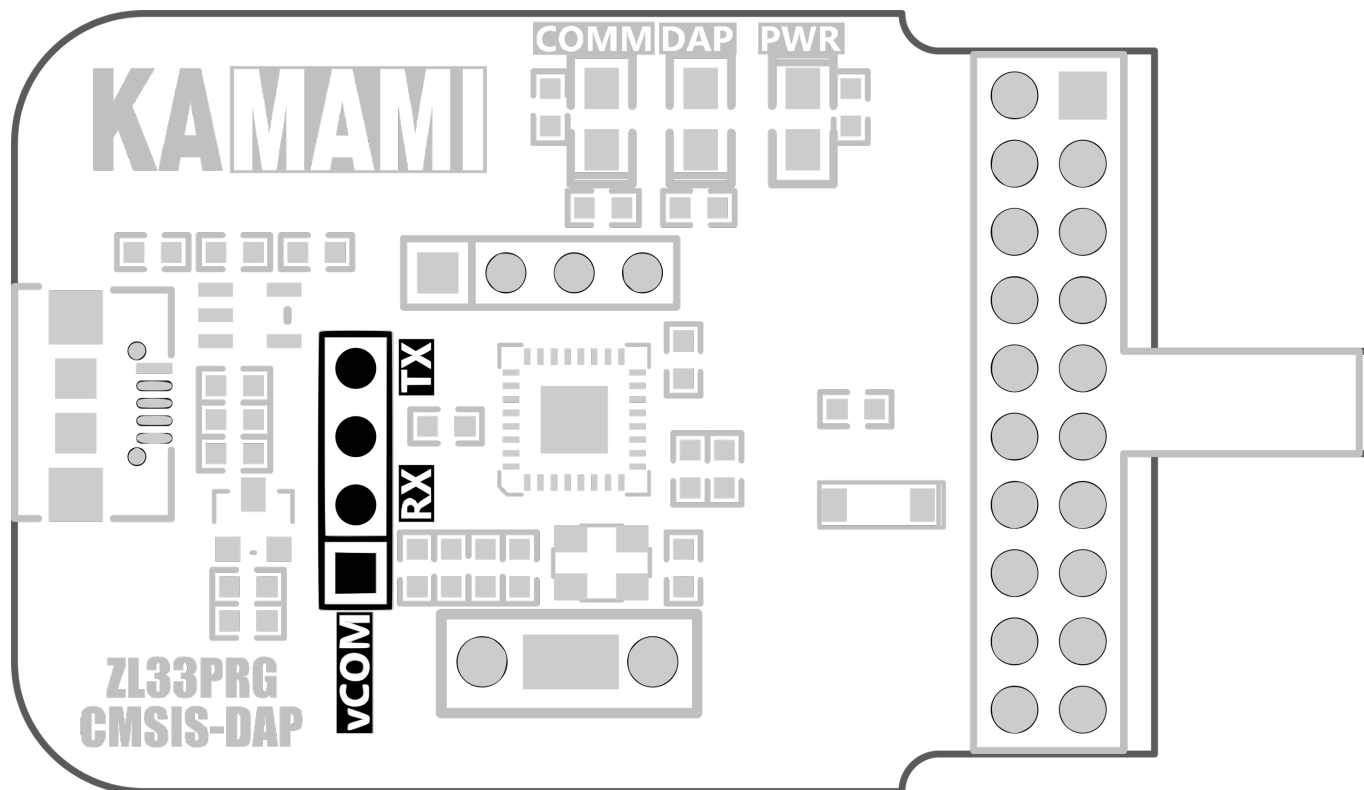 COMM DAP PWR
KAMAMI
TX
RX
vCOM
ZL33PRG
CMSIS-DAP